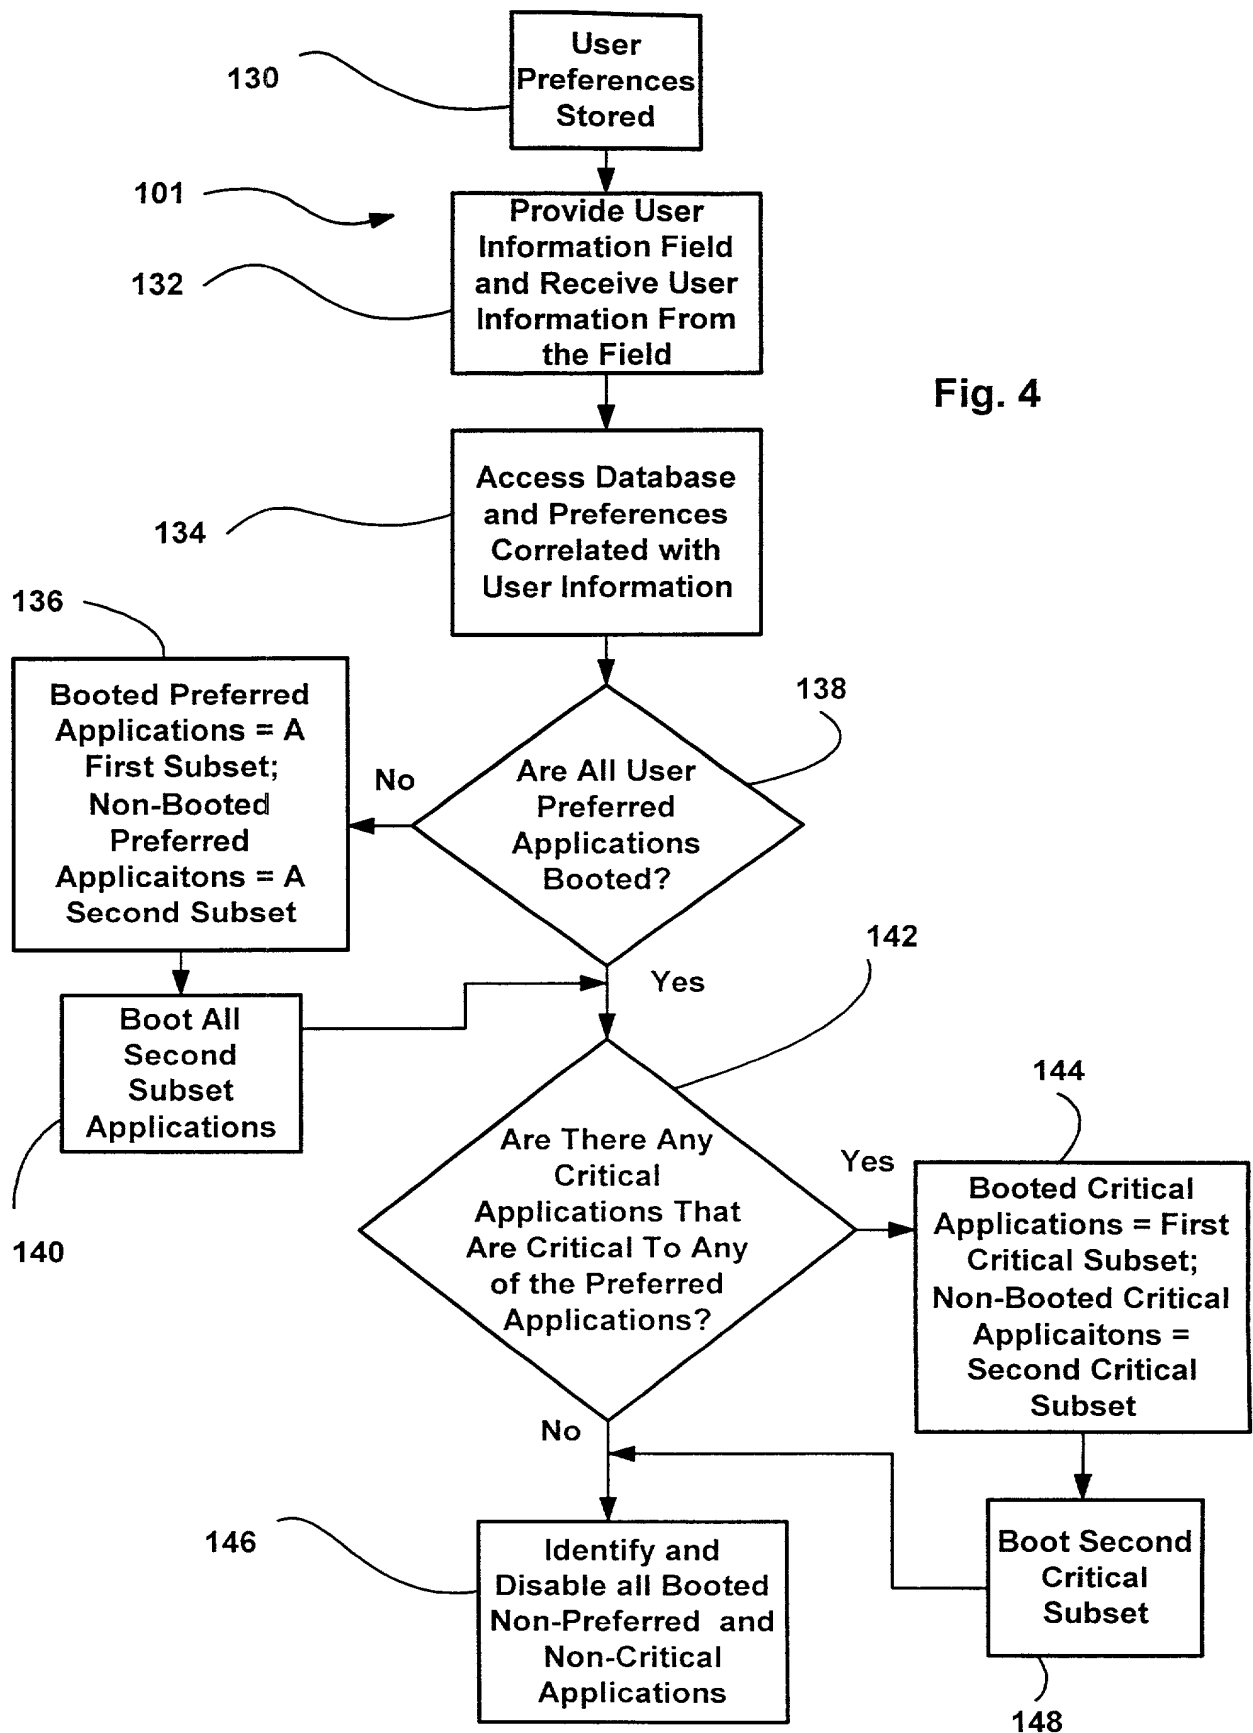 User
Preferences
Stored
130
101
Provide User
Information Field
and Receive User
Information From
the Field
132
Fig. 4
Access Database
and Preferences
Correlated with
User Information
134
136
Booted Preferred
Applications = A
First Subset;
Non-Booted
Preferred
Applicaitons = A
Second Subset
No
138
Are All User
Preferred
Applications
Booted?
Yes
142
Boot All
Second
Subset
Applications
140
Are There Any
Critical
Applications That
Are Critical To Any
of the Preferred
Applications?
Yes
144
Booted Critical
Applications = First
Critical Subset;
Non-Booted Critical
Applicaitons =
Second Critical
Subset
No
146
Identify and
Disable all Booted
Non-Preferred and
Non-Critical
Applications
Boot Second
Critical
Subset
148